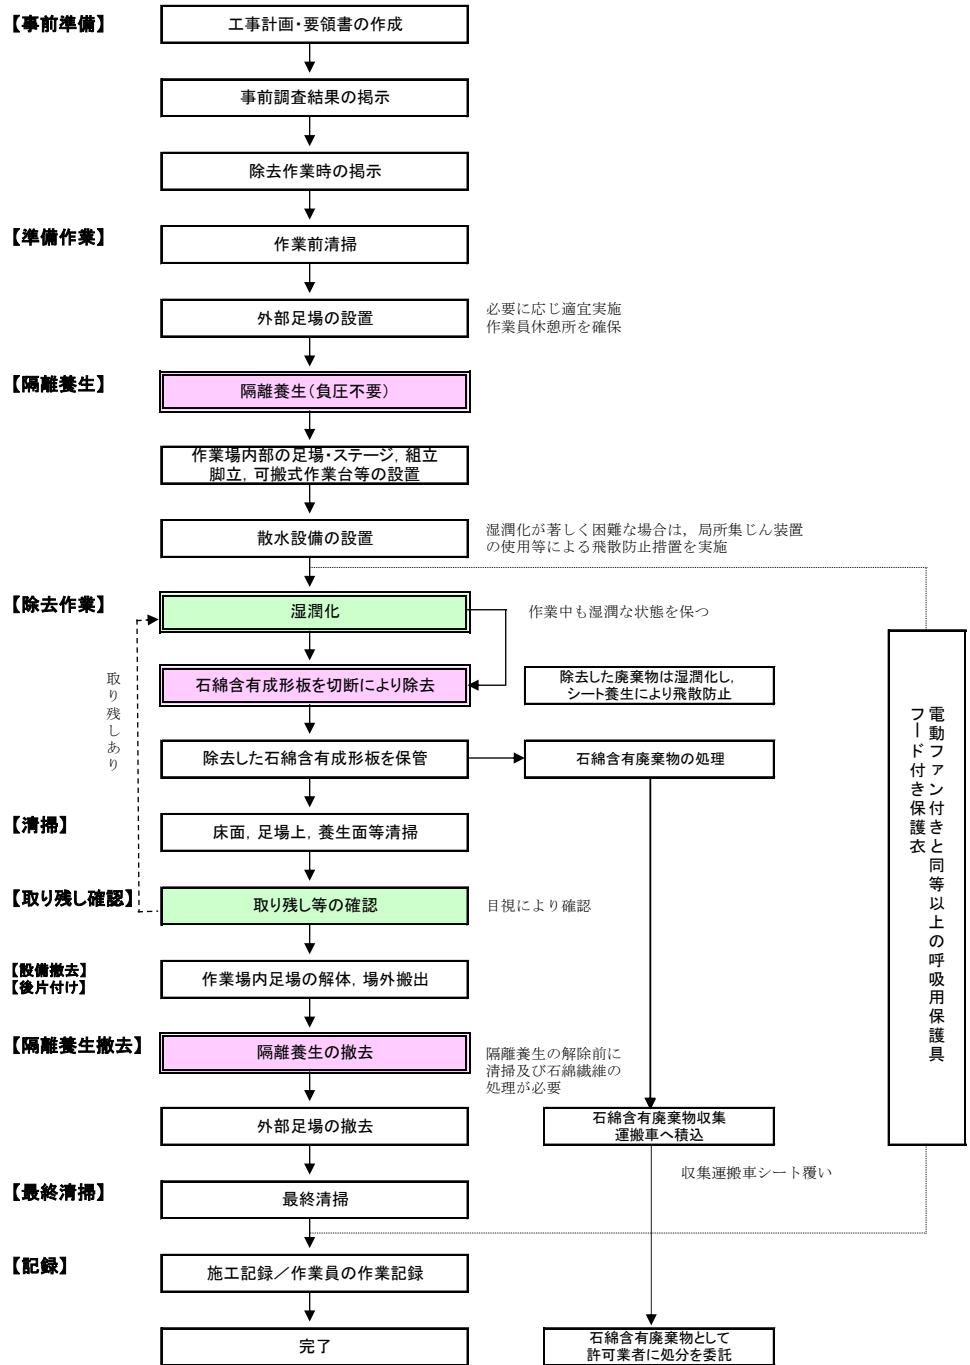 【事前準備】
工事計画・要領書の作成
事前調査結果の掲示
除去作業時の掲示
【準備作業】
作業前清掃
外部足場の設置
必要に応じ適宜実施
作業員休憩所を確保
【隔離養生】
隔離養生（負圧不要）
作業場内部の足場・ステージ，組立
脚立，可搬式作業台等の設置
散水設備の設置
湿潤化が著しく困難な場合は，局所集じん装置
の使用等による飛散防止措置を実施
【除去作業】
湿潤化
作業中も湿潤な状態を保つ
取り残しあり
石綿含有成形板を切断により除去
除去した廃棄物は湿潤化し，
シート養生により飛散防止
除去した石綿含有成形板を保管
石綿含有廃棄物の処理
電動ファン付きと同等以上の呼吸用保護具
フード付き保護衣
【清掃】
床面，足場上，養生面等清掃
【取り残し確認】
取り残し等の確認
目視により確認
【設備撤去】
【後片付け】
作業場内足場の解体，場外搬出
【隔離養生撤去】
隔離養生の撤去
隔離養生の解除前に
清掃及び石綿繊維の
処理が必要
外部足場の撤去
石綿含有廃棄物収集
運搬車へ積込
収集運搬車シート覆い
【最終清掃】
最終清掃
【記録】
施工記録／作業員の作業記録
完了
石綿含有廃棄物として
許可業者に処分を委託